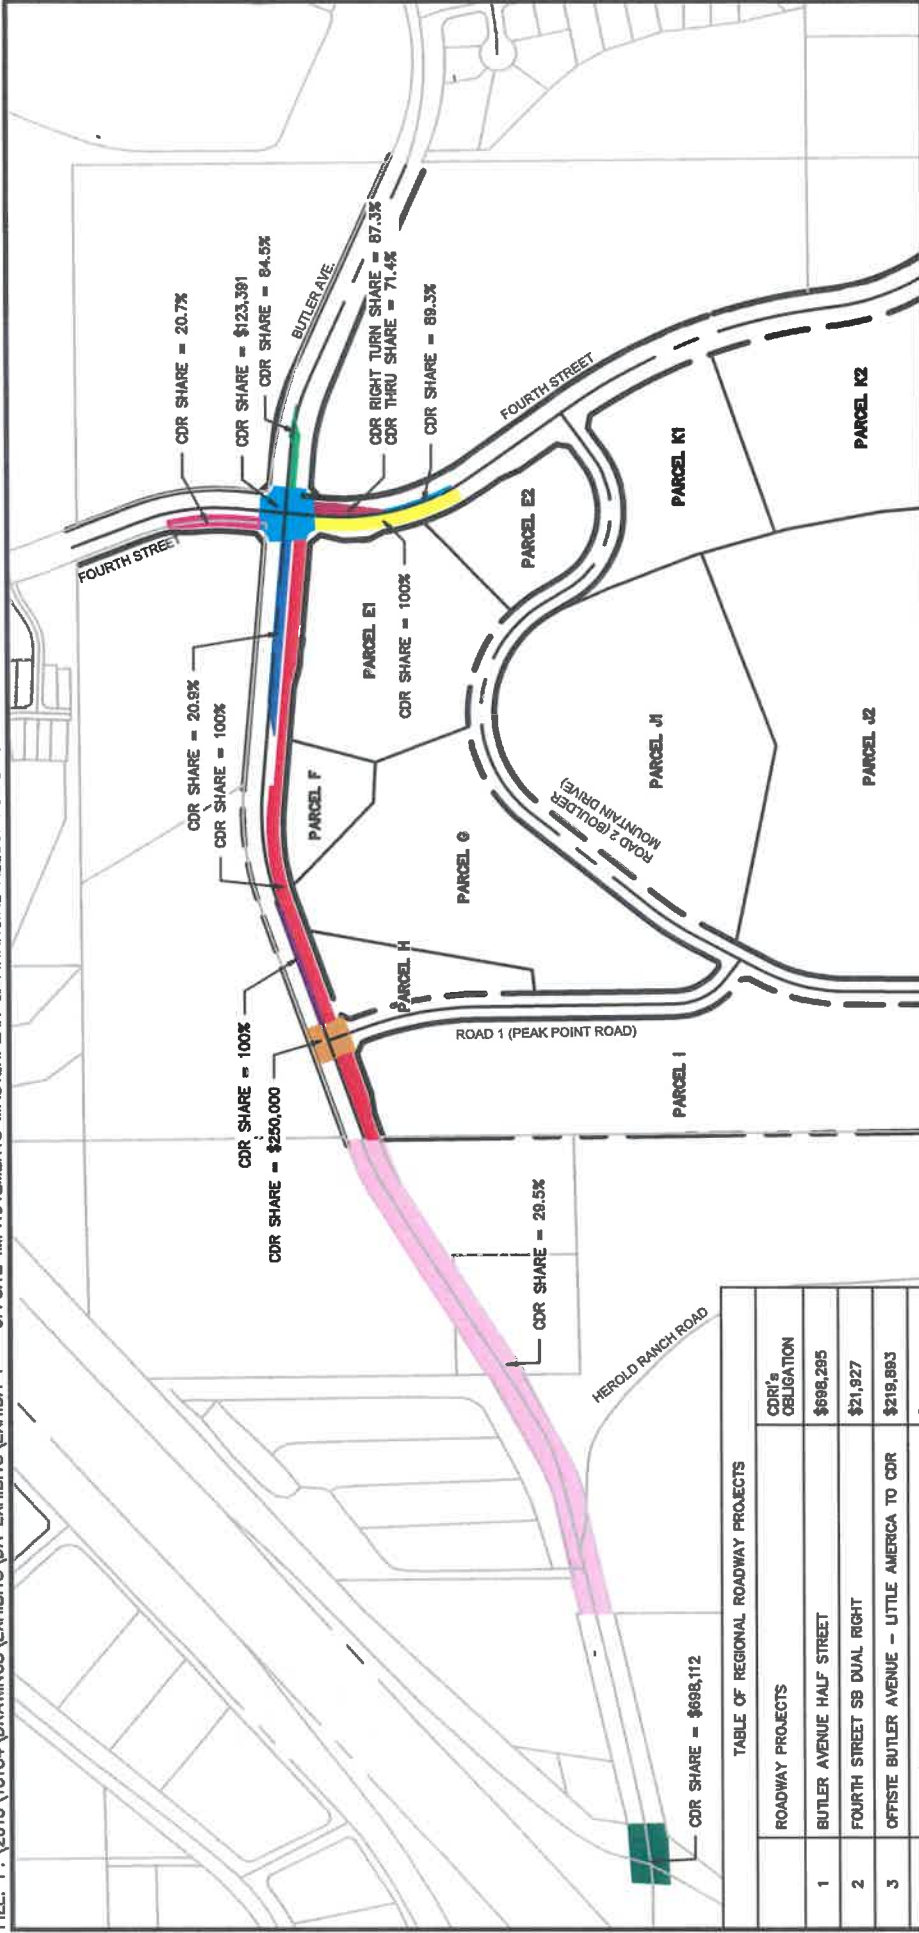 CDR SHARE = 20.7%
CDR SHARE = $123,391
CDR SHARE = 84.5%
BUTLER AVE.
CDR RIGHT TURN SHARE = 87.3%
CDR THRU SHARE = 71.4%
CDR SHARE = 89.3%
FOURTH STREET
FOURTH STREET
CDR SHARE = 20.9%
CDR SHARE = 100%
PARCEL E1
CDR SHARE = 100%
PARCEL E2
PARCEL K1
PARCEL K2
PARCEL F
PARCEL G
ROAD 2 (BOULDER
MOUNTAIN DRIVE)
PARCEL J1
PARCEL J2
CDR SHARE = 100%
CDR SHARE = $250,000
PARCEL H
ROAD 1 (PEAK POINT ROAD)
PARCEL I
CDR SHARE = 29.5%
HEROLD RANCH ROAD
CDR SHARE = $698,112
TABLE OF REGIONAL ROADWAY PROJECTS
ROADWAY PROJECTS CDRI's
OBLIGATION
1 BUTLER AVENUE HALF STREET $698,295
2 FOURTH STREET SB DUAL RIGHT $21,927
3 OFFISTE BUTLER AVENUE - LITTLE AMERICA TO CDR $219,893